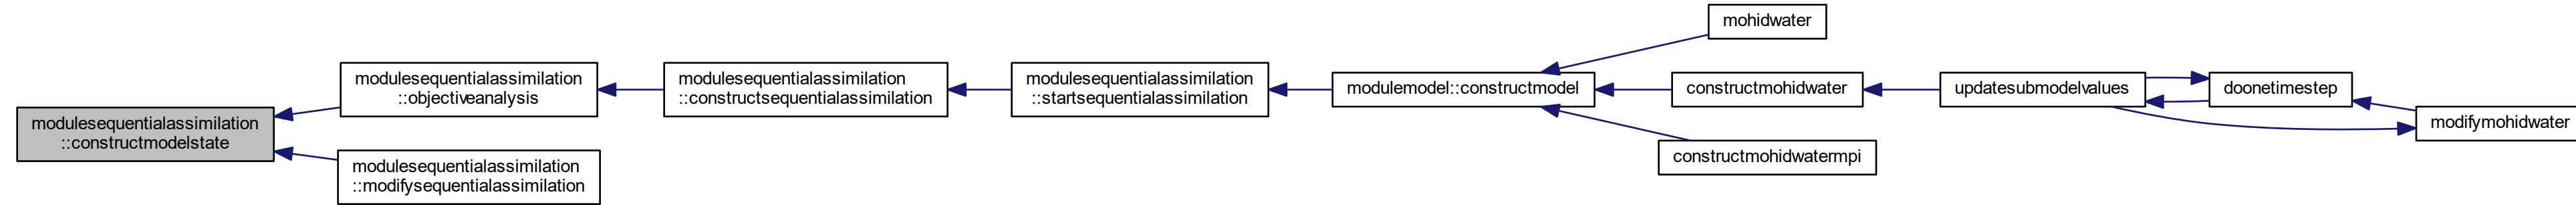 modulesequentialassimilation
::constructmodelstate
modulesequentialassimilation
::objectiveanalysis
modulesequentialassimilation
::modifysequentialassimilation
modulesequentialassimilation
::constructsequentialassimilation
modulesequentialassimilation
::startsequentialassimilation
modulemodel::constructmodel
mohidwater
constructmohidwater
constructmohidwatermpi
updatesubmodelvalues
doonetimestep
modifymohidwater